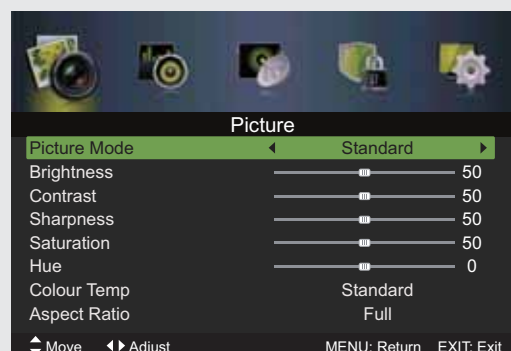 Picture
Picture Mode Standard
Brightness 50
Contrast 50
Sharpness 50
Saturation 50
Hue 0
Colour Temp Standard
Aspect Ratio Full
Move Adjust MENU: Return EXIT: Exit